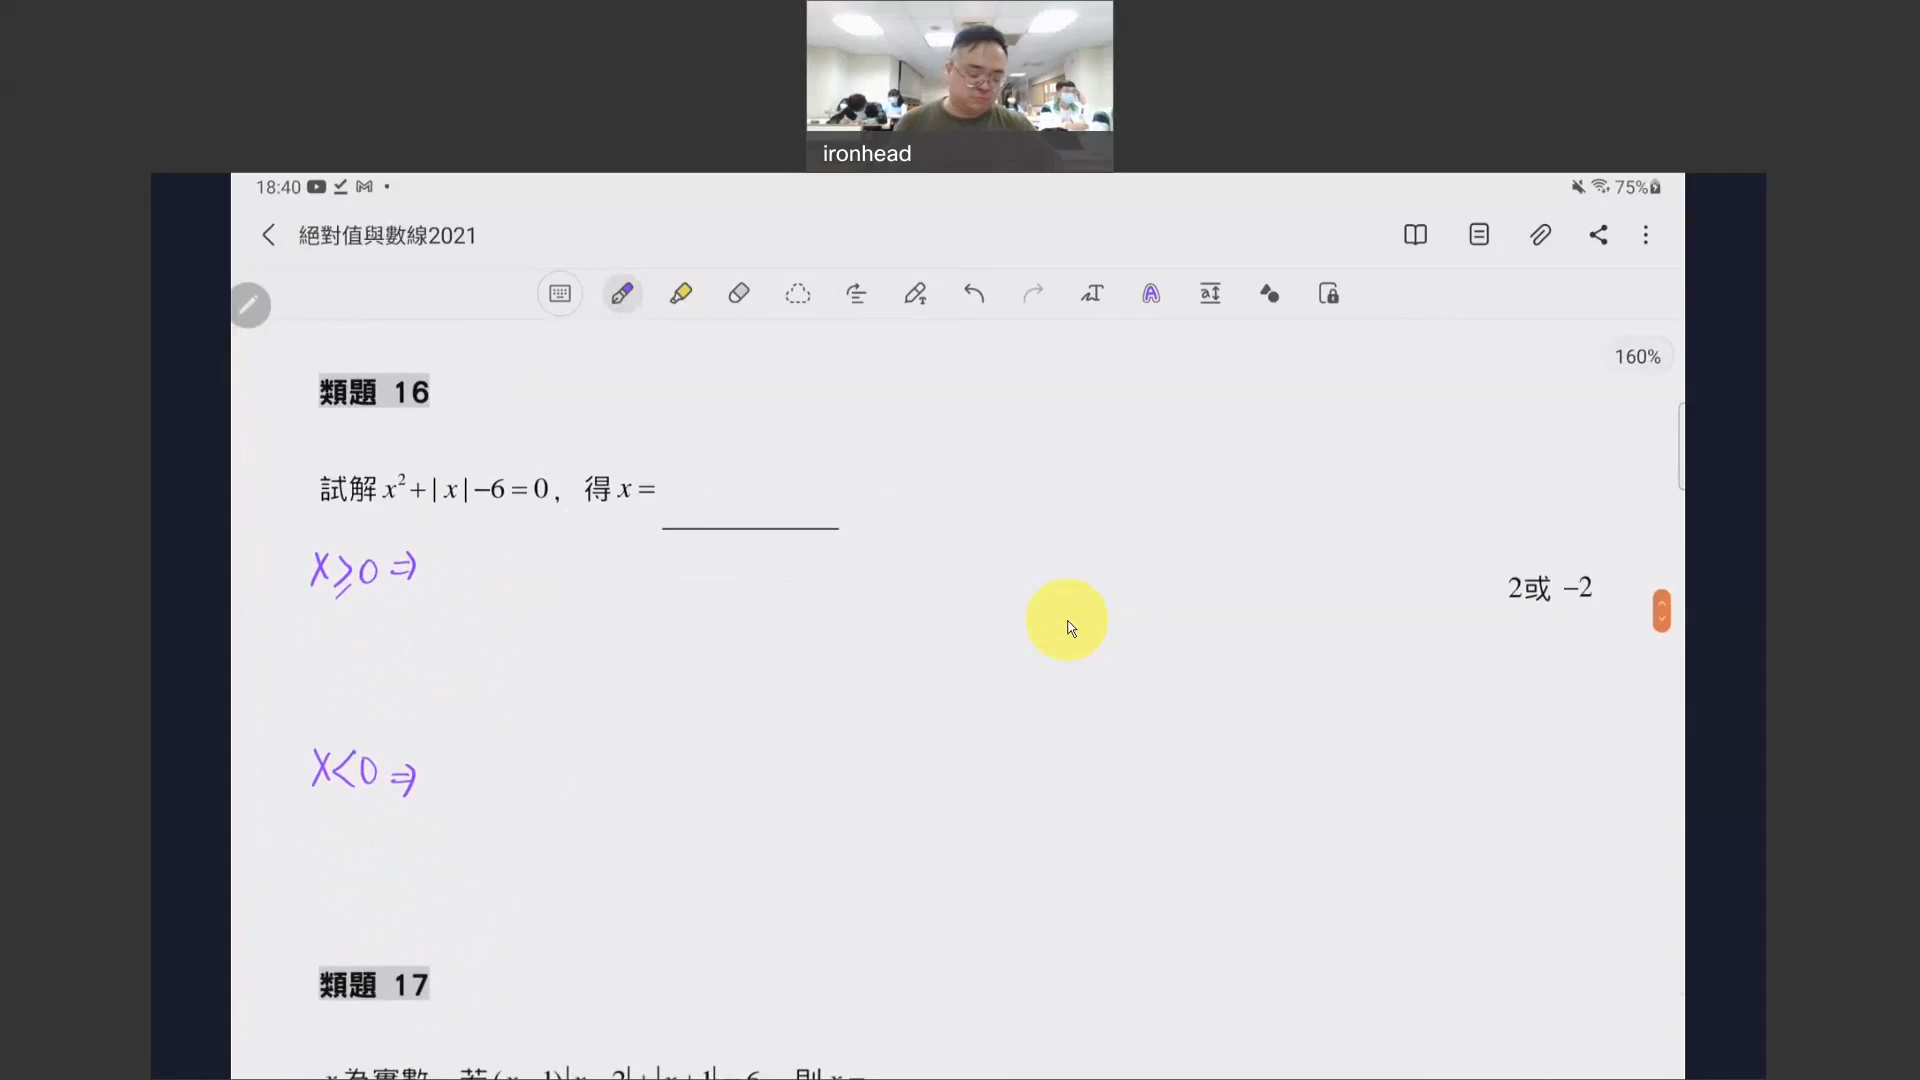 ironhead
18:40
75%
絕對值與數線2021
160%
類題 16
試解 x²+|x|−6=0, 得 x=
X≥0 ⇒
2或 −2
X<0 ⇒
類題 17